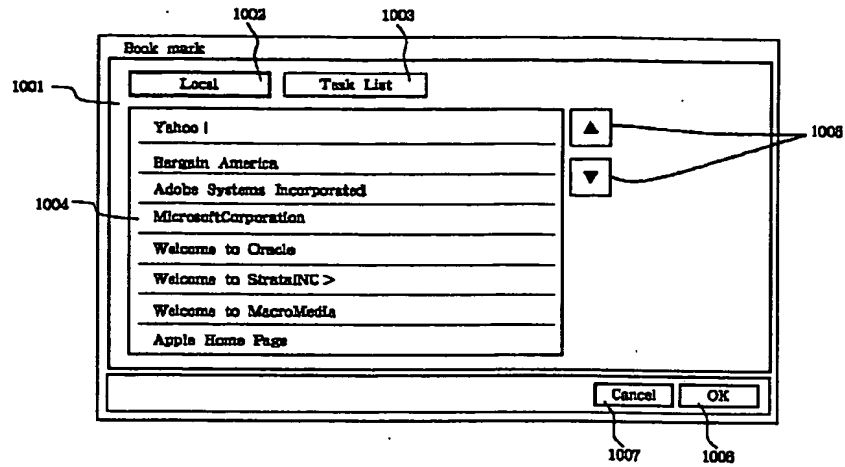 1002
1003
Book mark
1001
Local
Task List
Yahoo !
1008
Bargain America
Adobe Systems Incorporated
1004
MicrosoftCorporation
Welcome to Oracle
Welcome to StrataINC>
Welcome to MacroMedia
Apple Home Page
Cancel
OK
1007
1006